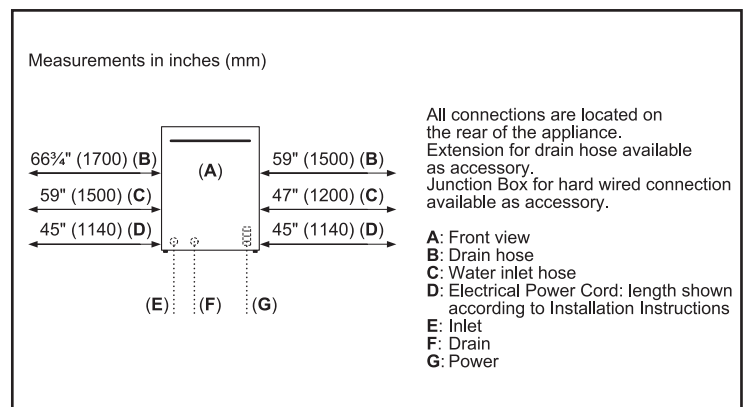 Measurements in inches (mm)
66¾" (1700) (B)
59" (1500) (C)
45" (1140) (D)
(A)
59" (1500) (B)
47" (1200) (C)
45" (1140) (D)
(E)
(F)
(G)
All connections are located on
the rear of the appliance.
Extension for drain hose available
as accessory.
Junction Box for hard wired connection
available as accessory.
A: Front view
B: Drain hose
C: Water inlet hose
D: Electrical Power Cord: length shown
according to Installation Instructions
E: Inlet
F: Drain
G: Power